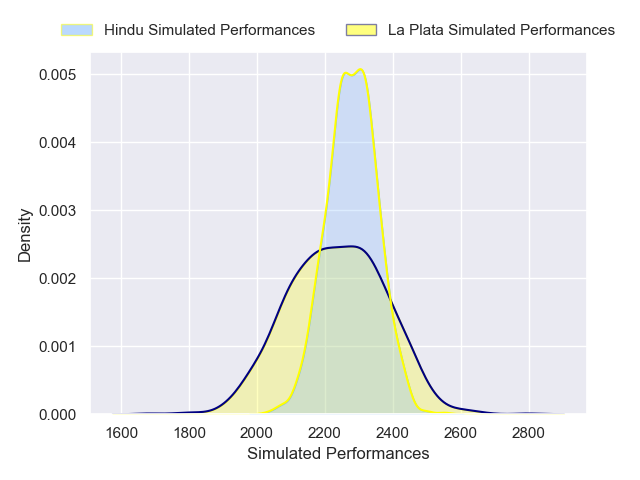 Hindu Simulated Performances La Plata Simulated Performances
0.005
0.004
0.003
0.002
0.001
0.000
Density
1600 1800 2000 2200 2400 2600 2800
Simulated Performances